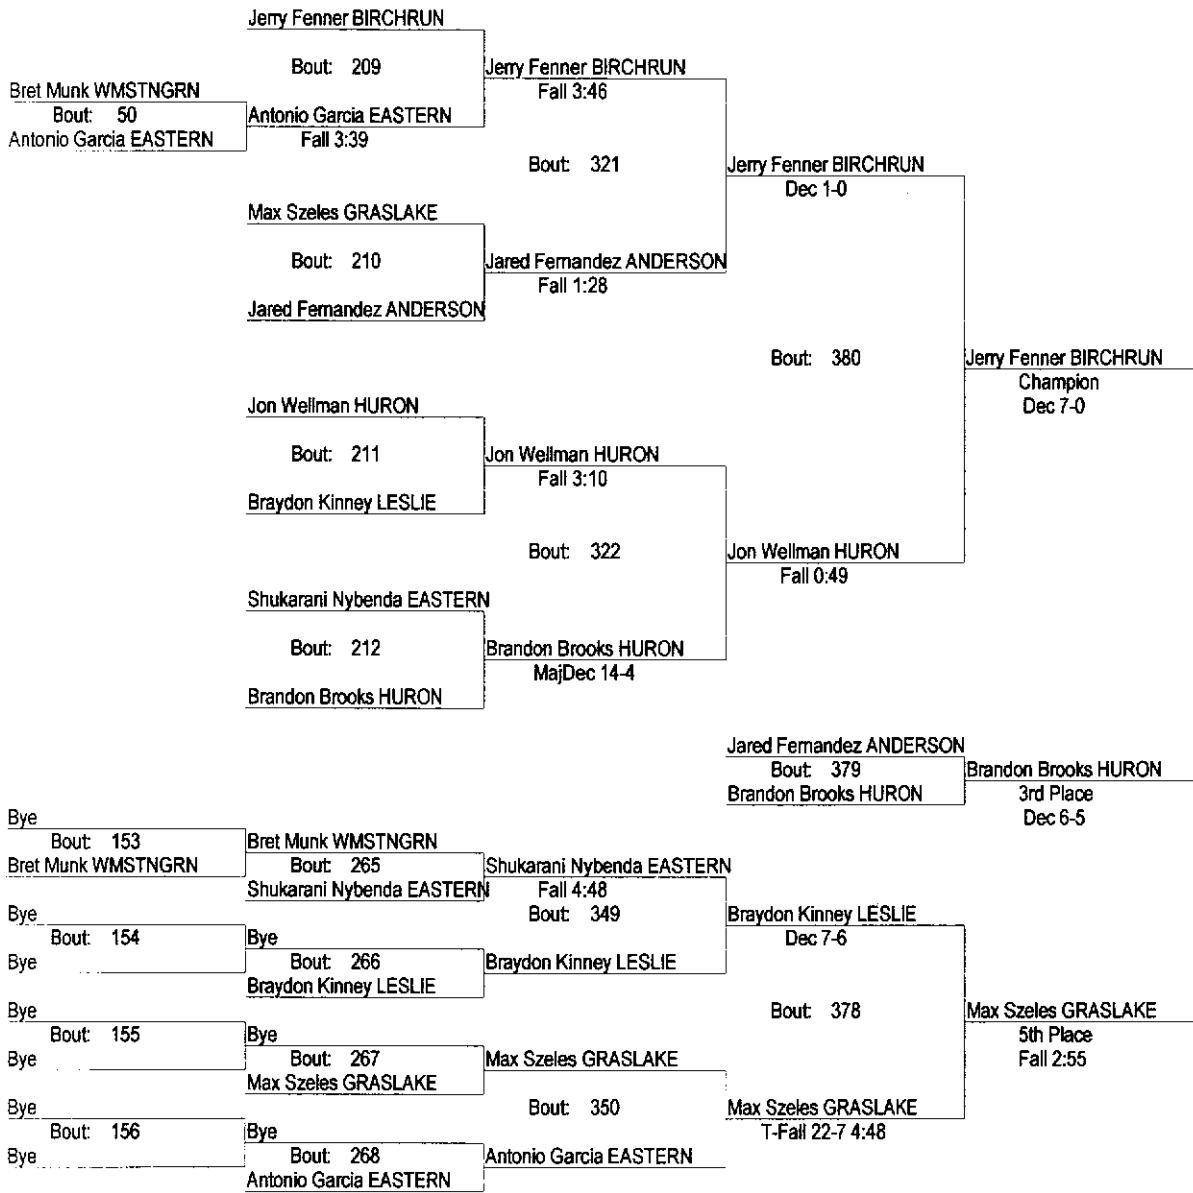 Jerry Fenner BIRCHRUN
Bout: 209
Jerry Fenner BIRCHRUN
Fall 3:46
Bret Munk WMSTNGRN
Bout: 50
Antonio Garcia EASTERN
Antonio Garcia EASTERN
Fall 3:39
Bout: 321
Jerry Fenner BIRCHRUN
Dec 1-0
Max Szeles GRASLAKE
Bout: 210
Jared Fernandez ANDERSON
Fall 1:28
Jared Fernandez ANDERSON
Bout: 380
Jerry Fenner BIRCHRUN
Champion
Dec 7-0
Jon Wellman HURON
Bout: 211
Jon Wellman HURON
Fall 3:10
Braydon Kinney LESLIE
Bout: 322
Jon Wellman HURON
Fall 0:49
Shukarani Nybenda EASTERN
Bout: 212
Brandon Brooks HURON
MajDec 14-4
Brandon Brooks HURON
Jared Fernandez ANDERSON
Bout: 379
Brandon Brooks HURON
Brandon Brooks HURON
3rd Place
Dec 6-5
Bye
Bout: 153
Bret Munk WMSTNGRN
Bret Munk WMSTNGRN
Bout: 265
Shukarani Nybenda EASTERN
Shukarani Nybenda EASTERN
Fall 4:48
Bout: 349
Braydon Kinney LESLIE
Dec 7-6
Bye
Bout: 154
Bye
Bye
Bout: 266
Braydon Kinney LESLIE
Braydon Kinney LESLIE
Bout: 378
Max Szeles GRASLAKE
5th Place
Fall 2:55
Bye
Bout: 155
Bye
Bye
Bout: 267
Max Szeles GRASLAKE
Max Szeles GRASLAKE
Bout: 350
Max Szeles GRASLAKE
T-Fall 22-7 4:48
Bye
Bout: 156
Bye
Bye
Bout: 268
Antonio Garcia EASTERN
Antonio Garcia EASTERN